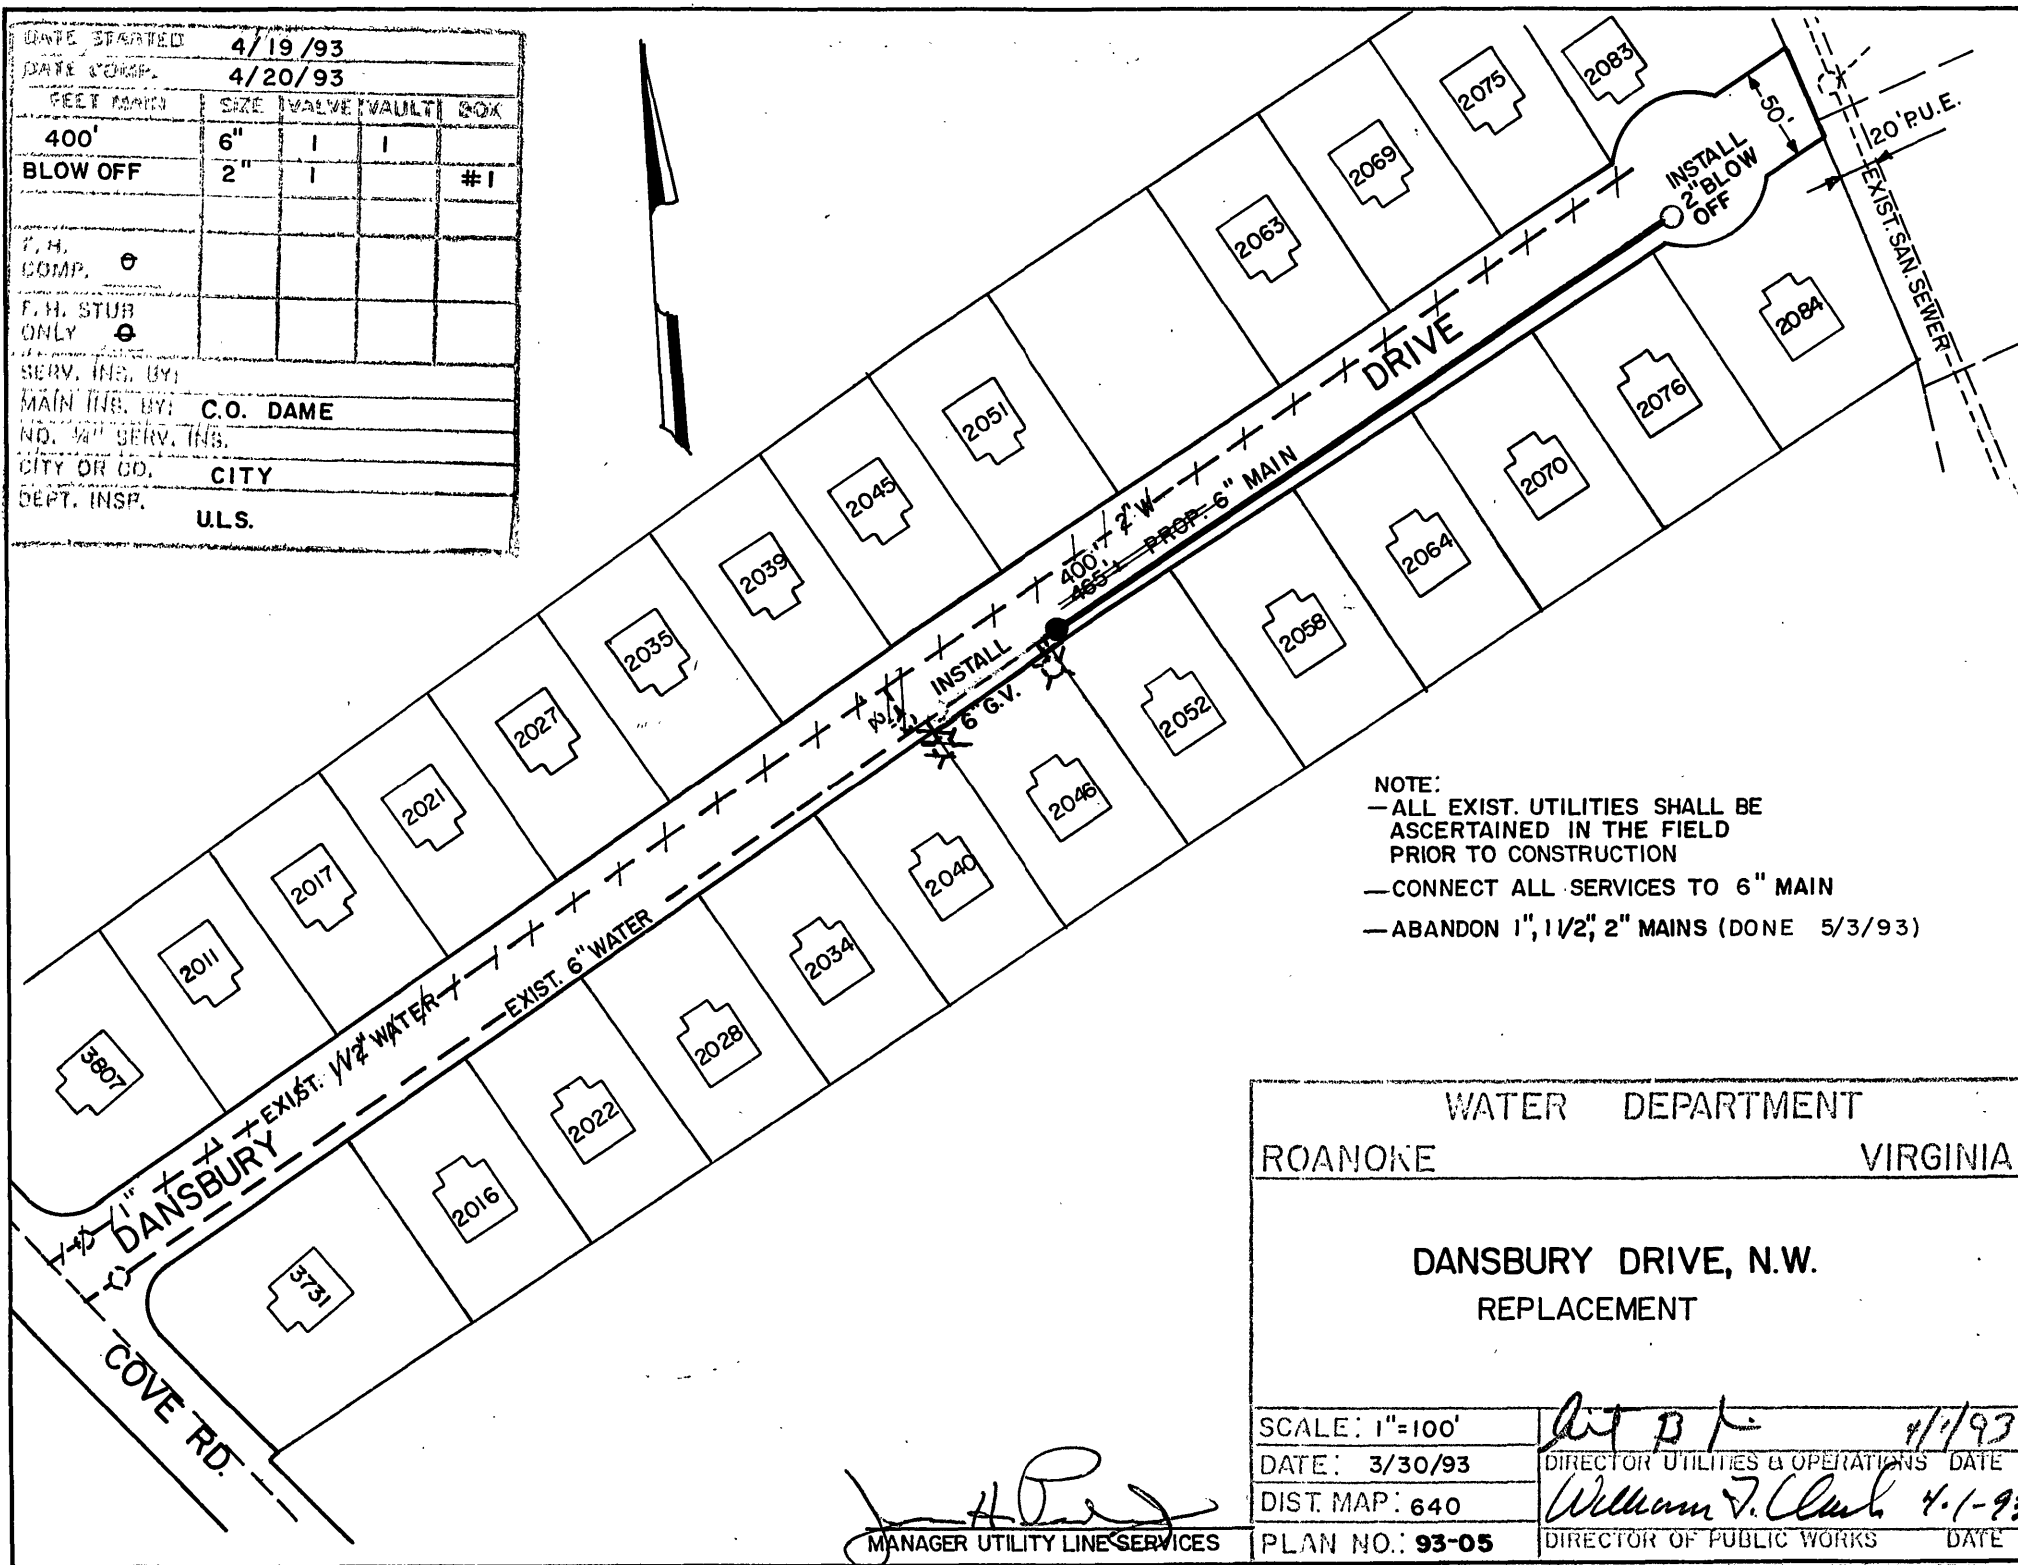 DATE STARTED 4/19/93
DATE COMP. 4/20/93
FEET MAIN SIZE VALVE VAULT BOX
400' 6" 1 1
BLOW OFF 2" 1 #1
F. H. COMP. 0
F. H. STUB ONLY 0
SERV. INS. BY:
MAIN INS. BY: C.O. DAME
NO. 3/4" SERV. INS.
CITY OR CO. CITY
DEPT. INSP. U.L.S.
2083
2075
2069
2063
2051
2045
2039
2035
2027
2021
2017
2011
3807
50'
20' P.U.E.
EXIST. SAN. SEWER
INSTALL
2" BLOW
OFF
DRIVE
2" W
400'
465' PROP. 6" MAIN
INSTALL
6" G.V.
2084
2076
2070
2064
2058
2052
2046
2040
2034
2028
2022
2016
3731
EXIST. 6" WATER
EXIST. 1 1/2" WATER
1"
DANSBURY
COVE RD.
NOTE:
—ALL EXIST. UTILITIES SHALL BE
ASCERTAINED IN THE FIELD
PRIOR TO CONSTRUCTION
—CONNECT ALL SERVICES TO 6" MAIN
—ABANDON 1", 1 1/2", 2" MAINS (DONE 5/3/93)
WATER DEPARTMENT
ROANOKE VIRGINIA
DANSBURY DRIVE, N.W.
REPLACEMENT
SCALE: 1"=100'
DATE: 3/30/93
DIST. MAP: 640
PLAN NO.: 93-05
4/1/93
DIRECTOR UTILITIES & OPERATIONS DATE
William F. Clark 4-1-93
DIRECTOR OF PUBLIC WORKS DATE
MANAGER UTILITY LINE SERVICES